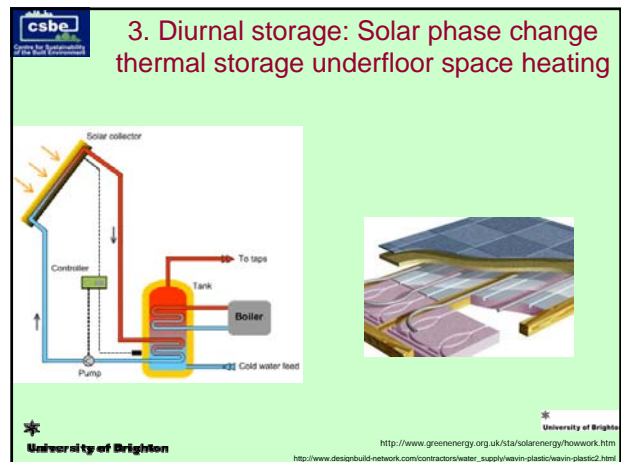 csbe
Centre for Sustainability
of the Built Environment
3. Diurnal storage: Solar phase change
thermal storage underfloor space heating
Solar collector
To taps
Controller
Tank
Boiler
Cold water feed
Pump
University of Brighton
University of Brighto
http://www.greenenergy.org.uk/sta/solarenergy/howwork.htm
http://www.designbuild-network.com/contractors/water_supply/wavin-plastic/wavin-plastic2.html